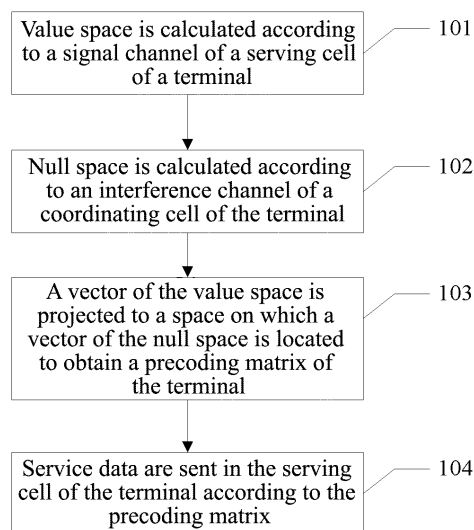 Value space is calculated according
to a signal channel of a serving cell
of a terminal
101
Null space is calculated according
to an interference channel of a
coordinating cell of the terminal
102
A vector of the value space is
projected to a space on which a
vector of the null space is located
to obtain a precoding matrix of
the terminal
103
Service data are sent in the serving
cell of the terminal according to the
precoding matrix
104